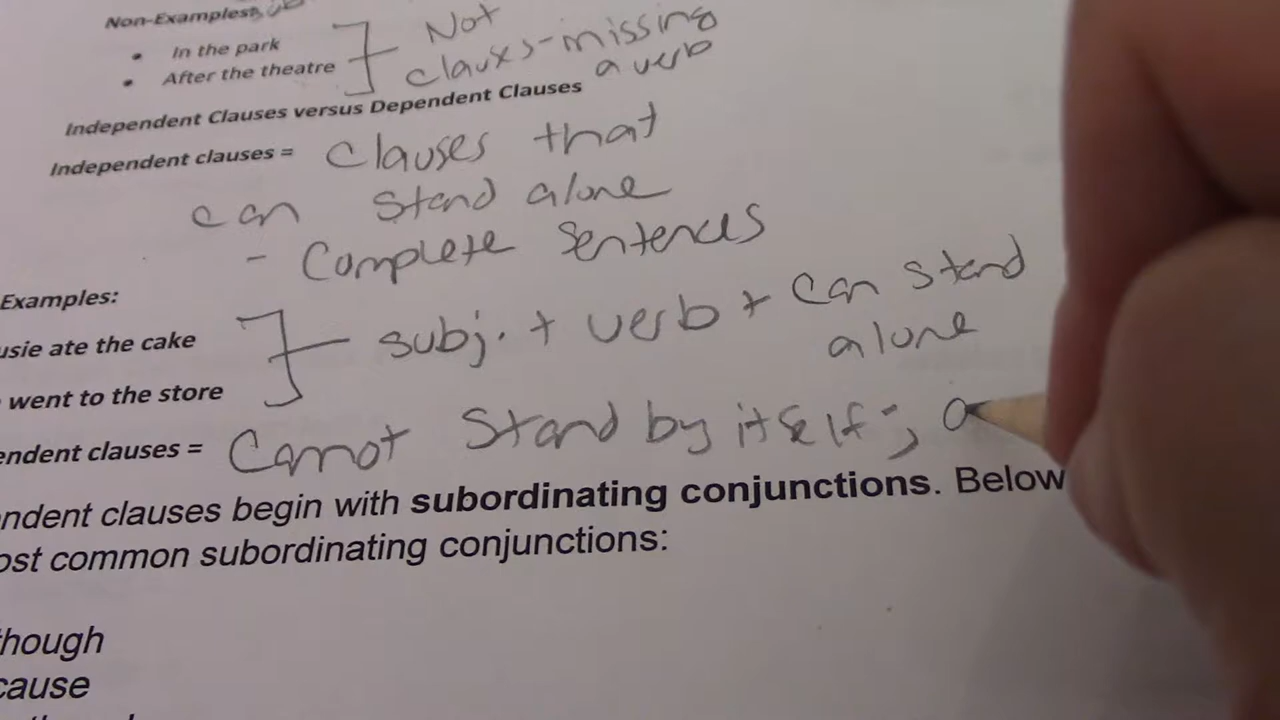 Non-Examples:
• In the park
• After the theatre
Not
clauses - missing
a verb
Independent Clauses versus Dependent Clauses
Independent clauses = Clauses that
can stand alone
- Complete Sentences
Examples:
usie ate the cake
went to the store
subj. + verb + can stand
alone
endent clauses = Cannot Stand by itself;
ndent clauses begin with subordinating conjunctions. Below
ost common subordinating conjunctions:
though
cause